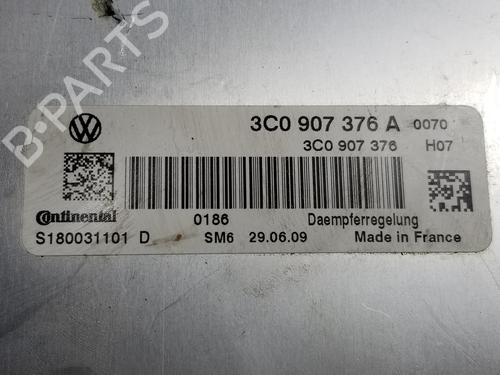 B-PARTS
3C0 907 376 A 0070
3C0 907 376 H07
Continental 0186 Daempferregelung
S180031101 D SM6 29.06.09 Made in France